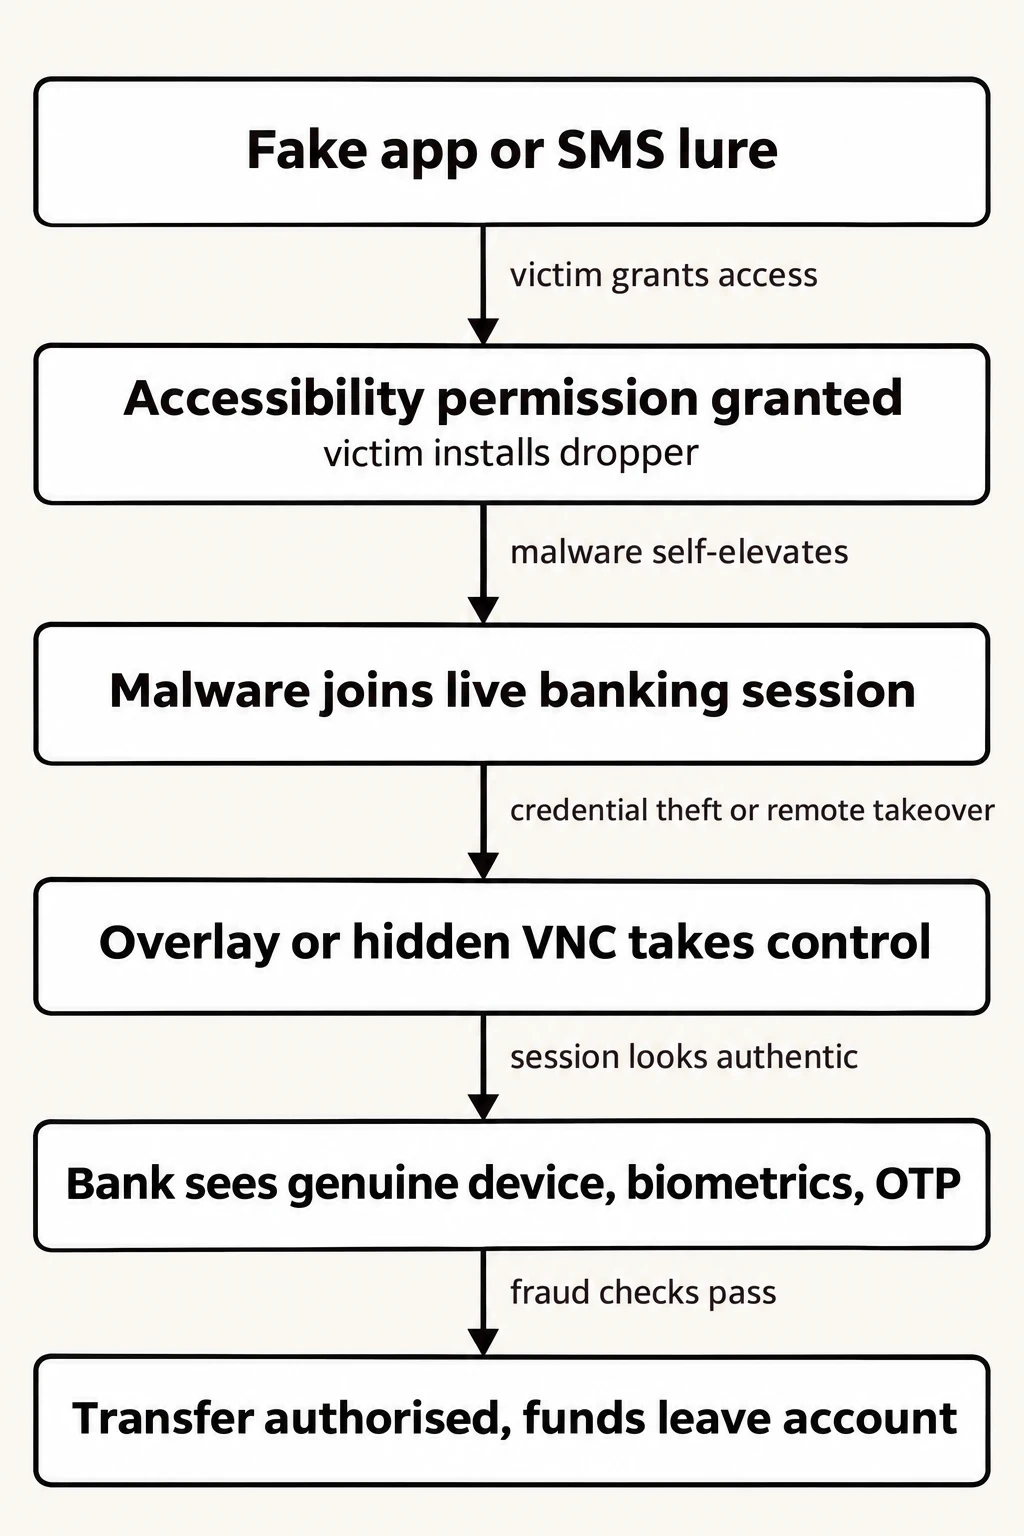 Fake app or SMS lure
victim grants access
Accessibility permission granted
victim installs dropper
malware self-elevates
Malware joins live banking session
credential theft or remote takeover
Overlay or hidden VNC takes control
session looks authentic
Bank sees genuine device, biometrics, OTP
fraud checks pass
Transfer authorised, funds leave account